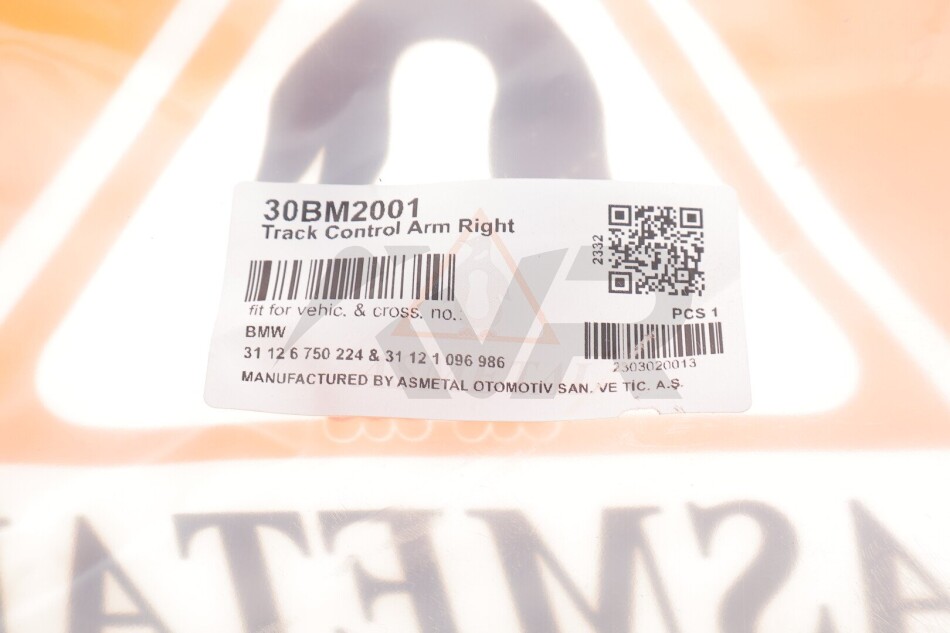 30BM2001
Track Control Arm Right
2332
fit for vehic. & cross. no.:
PCS 1
BMW
31 12 6 750 224 & 31 12 1 096 986
2303020013
MANUFACTURED BY ASMETAL OTOMOTİV SAN. VE TİC. A.Ş.
ASMETA